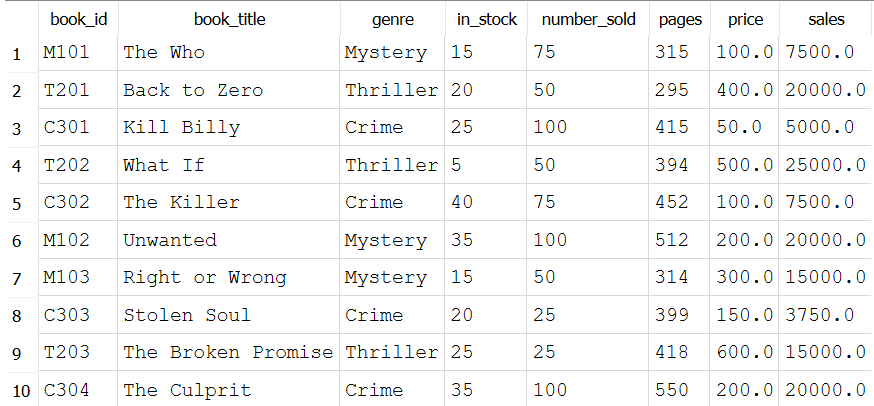 book_id book_title genre in_stock number_sold pages price sales
1 M101 The Who Mystery 15 75 315 100.0 7500.0
2 T201 Back to Zero Thriller 20 50 295 400.0 20000.0
3 C301 Kill Billy Crime 25 100 415 50.0 5000.0
4 T202 What If Thriller 5 50 394 500.0 25000.0
5 C302 The Killer Crime 40 75 452 100.0 7500.0
6 M102 Unwanted Mystery 35 100 512 200.0 20000.0
7 M103 Right or Wrong Mystery 15 50 314 300.0 15000.0
8 C303 Stolen Soul Crime 20 25 399 150.0 3750.0
9 T203 The Broken Promise Thriller 25 25 418 600.0 15000.0
10 C304 The Culprit Crime 35 100 550 200.0 20000.0